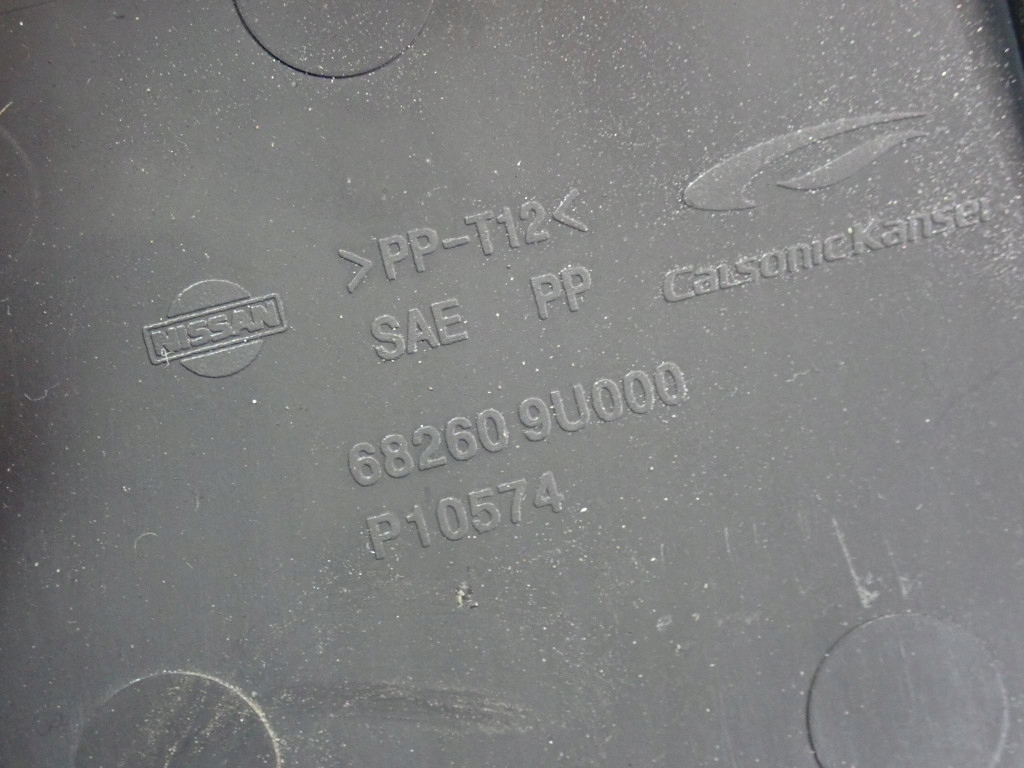 >PP-T12<
CalsonicKansei
NISSAN
SAE PP
68260 9U000
P10574